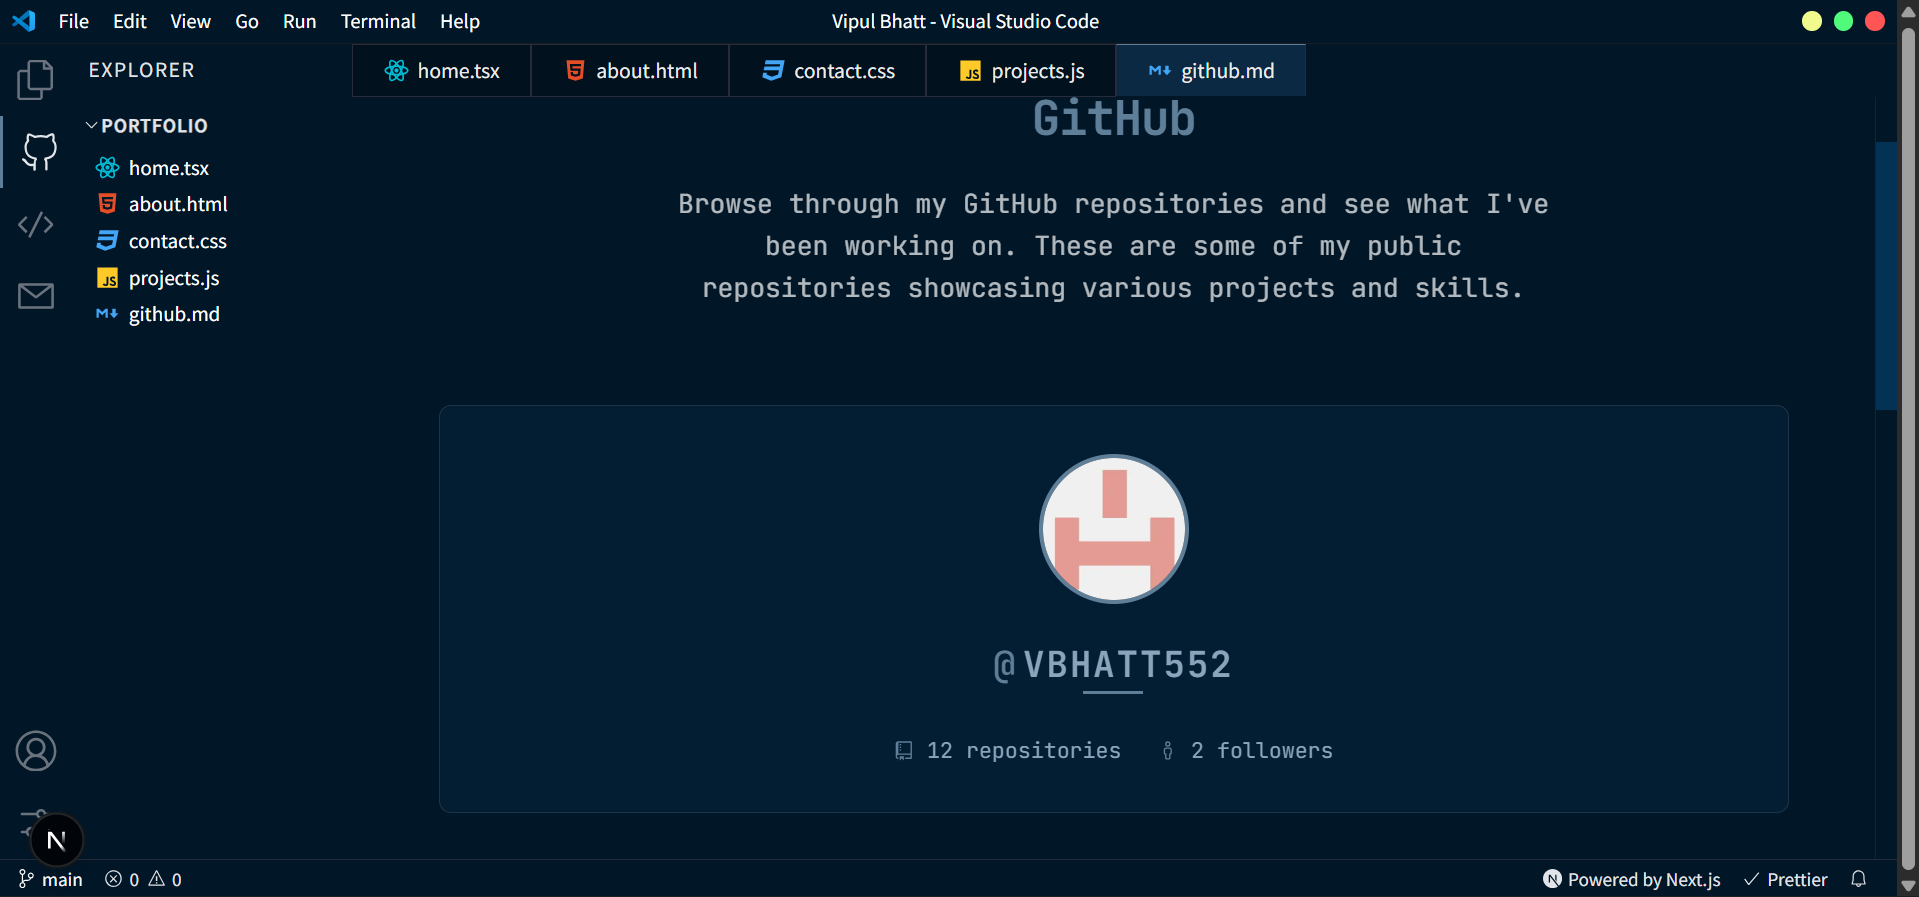 File Edit View Go Run Terminal Help
Vipul Bhatt - Visual Studio Code
EXPLORER
PORTFOLIO
home.tsx
about.html
contact.css
JS projects.js
M github.md
home.tsx
about.html
contact.css
JS projects.js
M github.md
GitHub
Browse through my GitHub repositories and see what I've
been working on. These are some of my public
repositories showcasing various projects and skills.
@VBHATT552
12 repositories
2 followers
N
main 0 0
N Powered by Next.js
Prettier